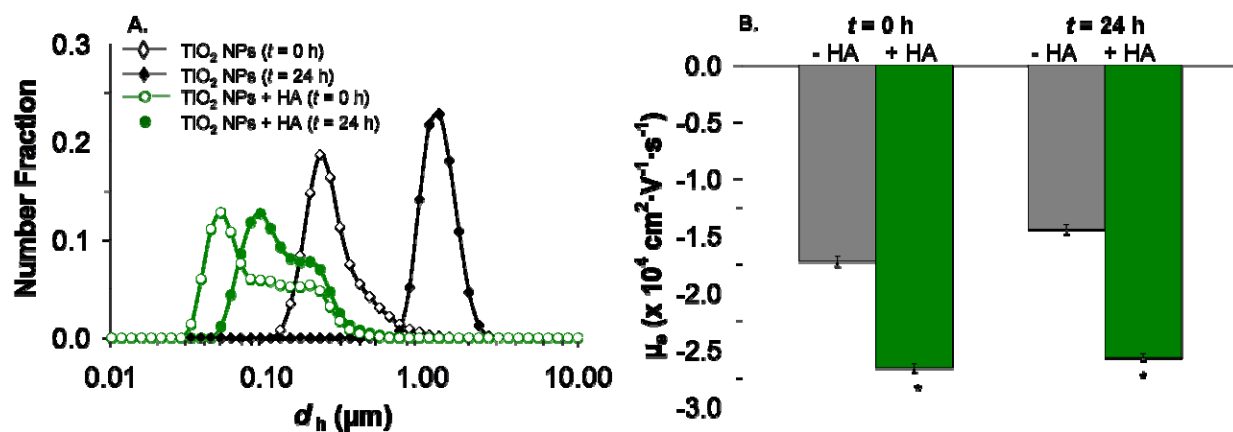 A.
TIO₂ NPs (t = 0 h)
TIO₂ NPs (t = 24 h)
TIO₂ NPs + HA (t = 0 h)
TIO₂ NPs + HA (t = 24 h)
Number Fraction
0.3
0.2
0.1
0.0
0.01
0.10
1.00
10.00
d h (µm)
B.
t = 0 h
t = 24 h
- HA
+ HA
- HA
+ HA
µₑ (x 10⁴ cm²·V⁻¹·s⁻¹)
0.0
-0.5
-1.0
-1.5
-2.0
-2.5
-3.0
*
*